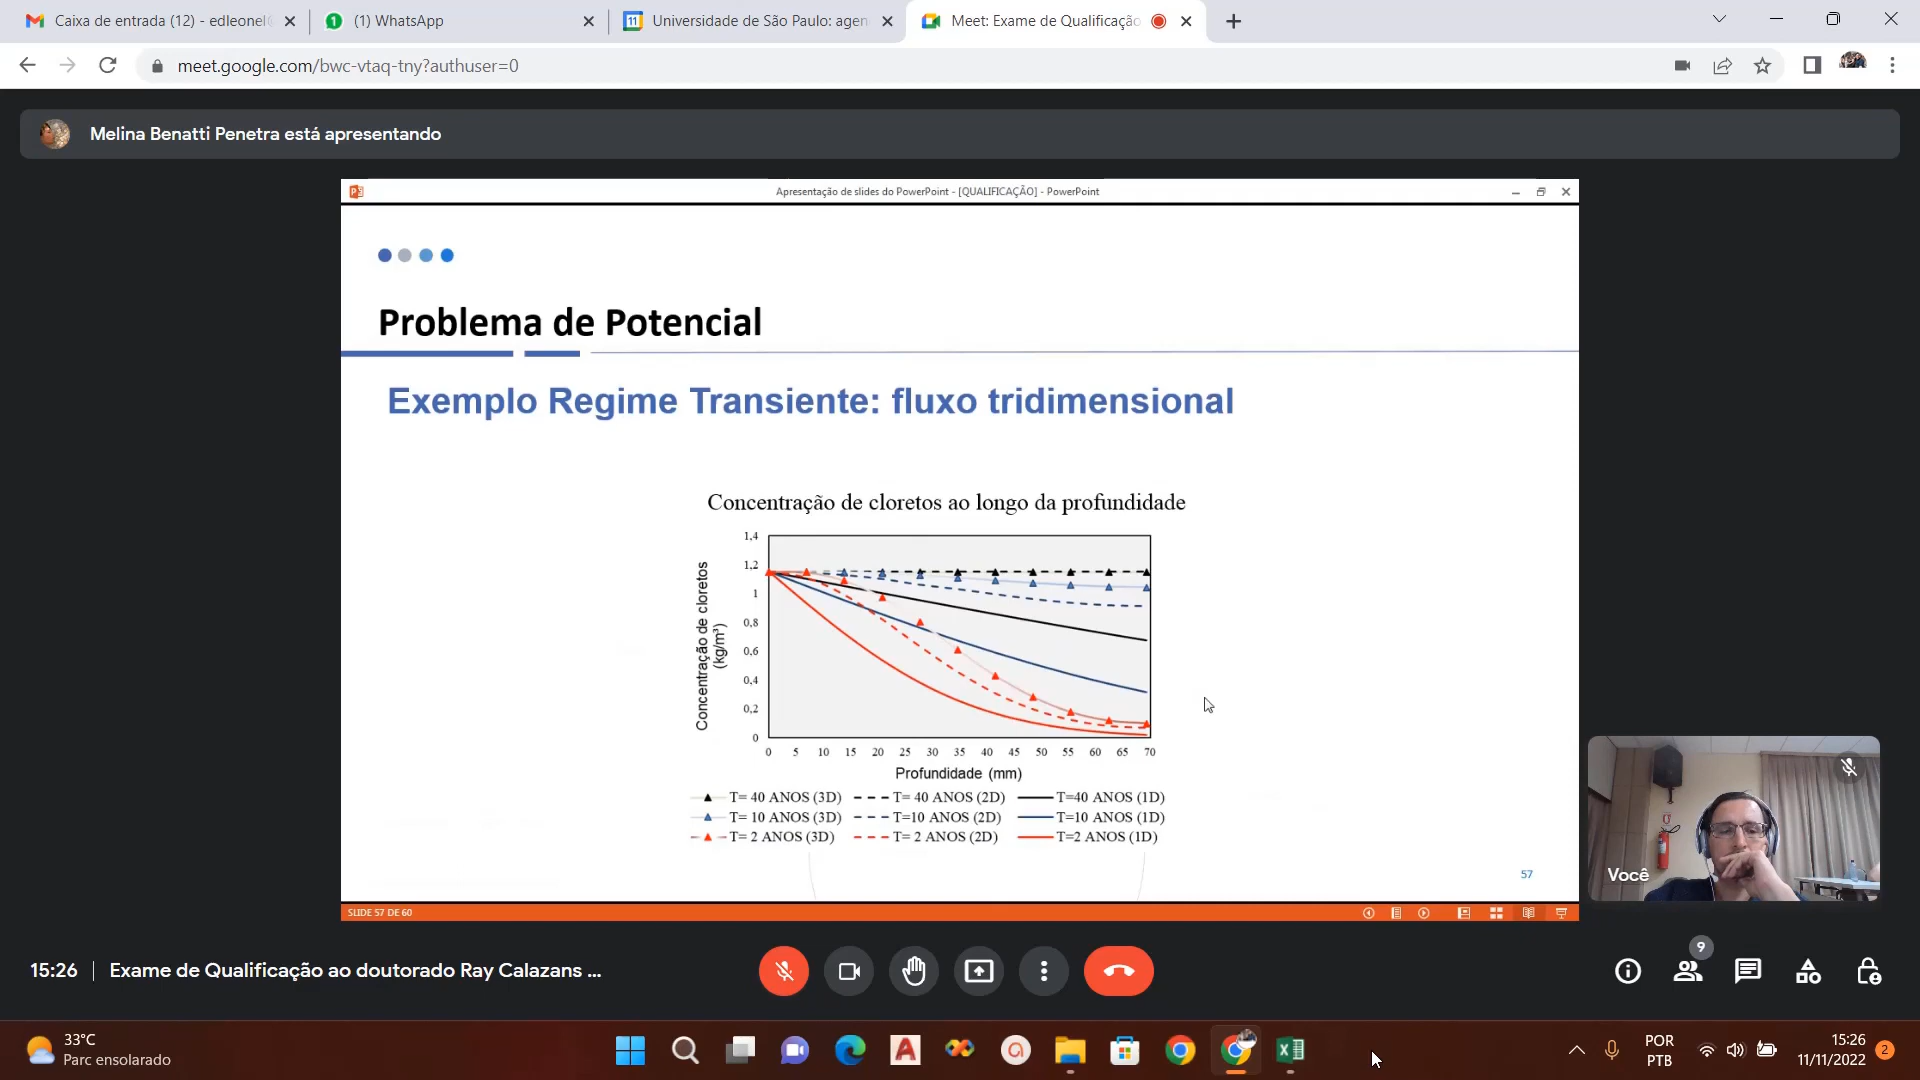 Caixa de entrada (12) - edleonel@
(1) WhatsApp
Universidade de São Paulo: agen
Meet: Exame de Qualificação
meet.google.com/bwc-vtaq-tny?authuser=0
Melina Benatti Penetra está apresentando
Apresentação de slides do PowerPoint - [QUALIFICAÇÃO] - PowerPoint
Problema de Potencial
Exemplo Regime Transiente: fluxo tridimensional
Concentração de cloretos ao longo da profundidade
Concentração de cloretos
(kg/m³)
1,4
1,2
1
0,8
0,6
0,4
0,2
0
0 5 10 15 20 25 30 35 40 45 50 55 60 65 70
Profundidade (mm)
T= 40 ANOS (3D) T= 40 ANOS (2D) T=40 ANOS (1D)
T= 10 ANOS (3D) T=10 ANOS (2D) T=10 ANOS (1D)
T= 2 ANOS (3D) T= 2 ANOS (2D) T=2 ANOS (1D)
57
SLIDE 57 DE 60
Você
9
15:26 | Exame de Qualificação ao doutorado Ray Calazans ...
33°C
Parc ensolarado
POR
PTB
15:26
11/11/2022
2